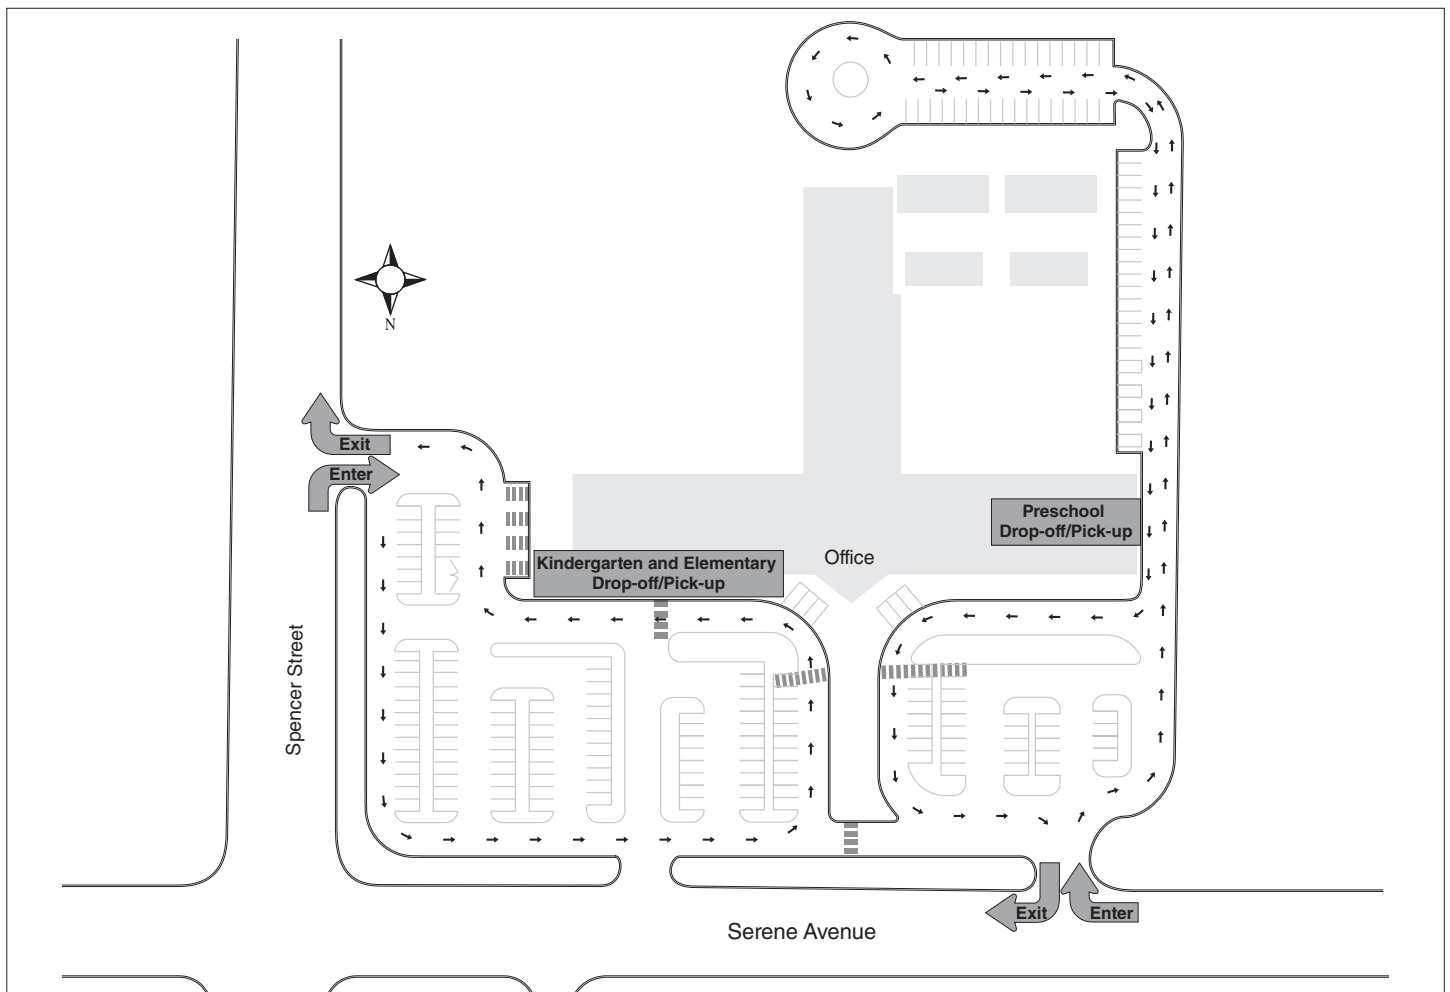 N
Exit
Enter
Preschool
Drop-off/Pick-up
Office
Kindergarten and Elementary
Drop-off/Pick-up
Spencer Street
Exit
Enter
Serene Avenue